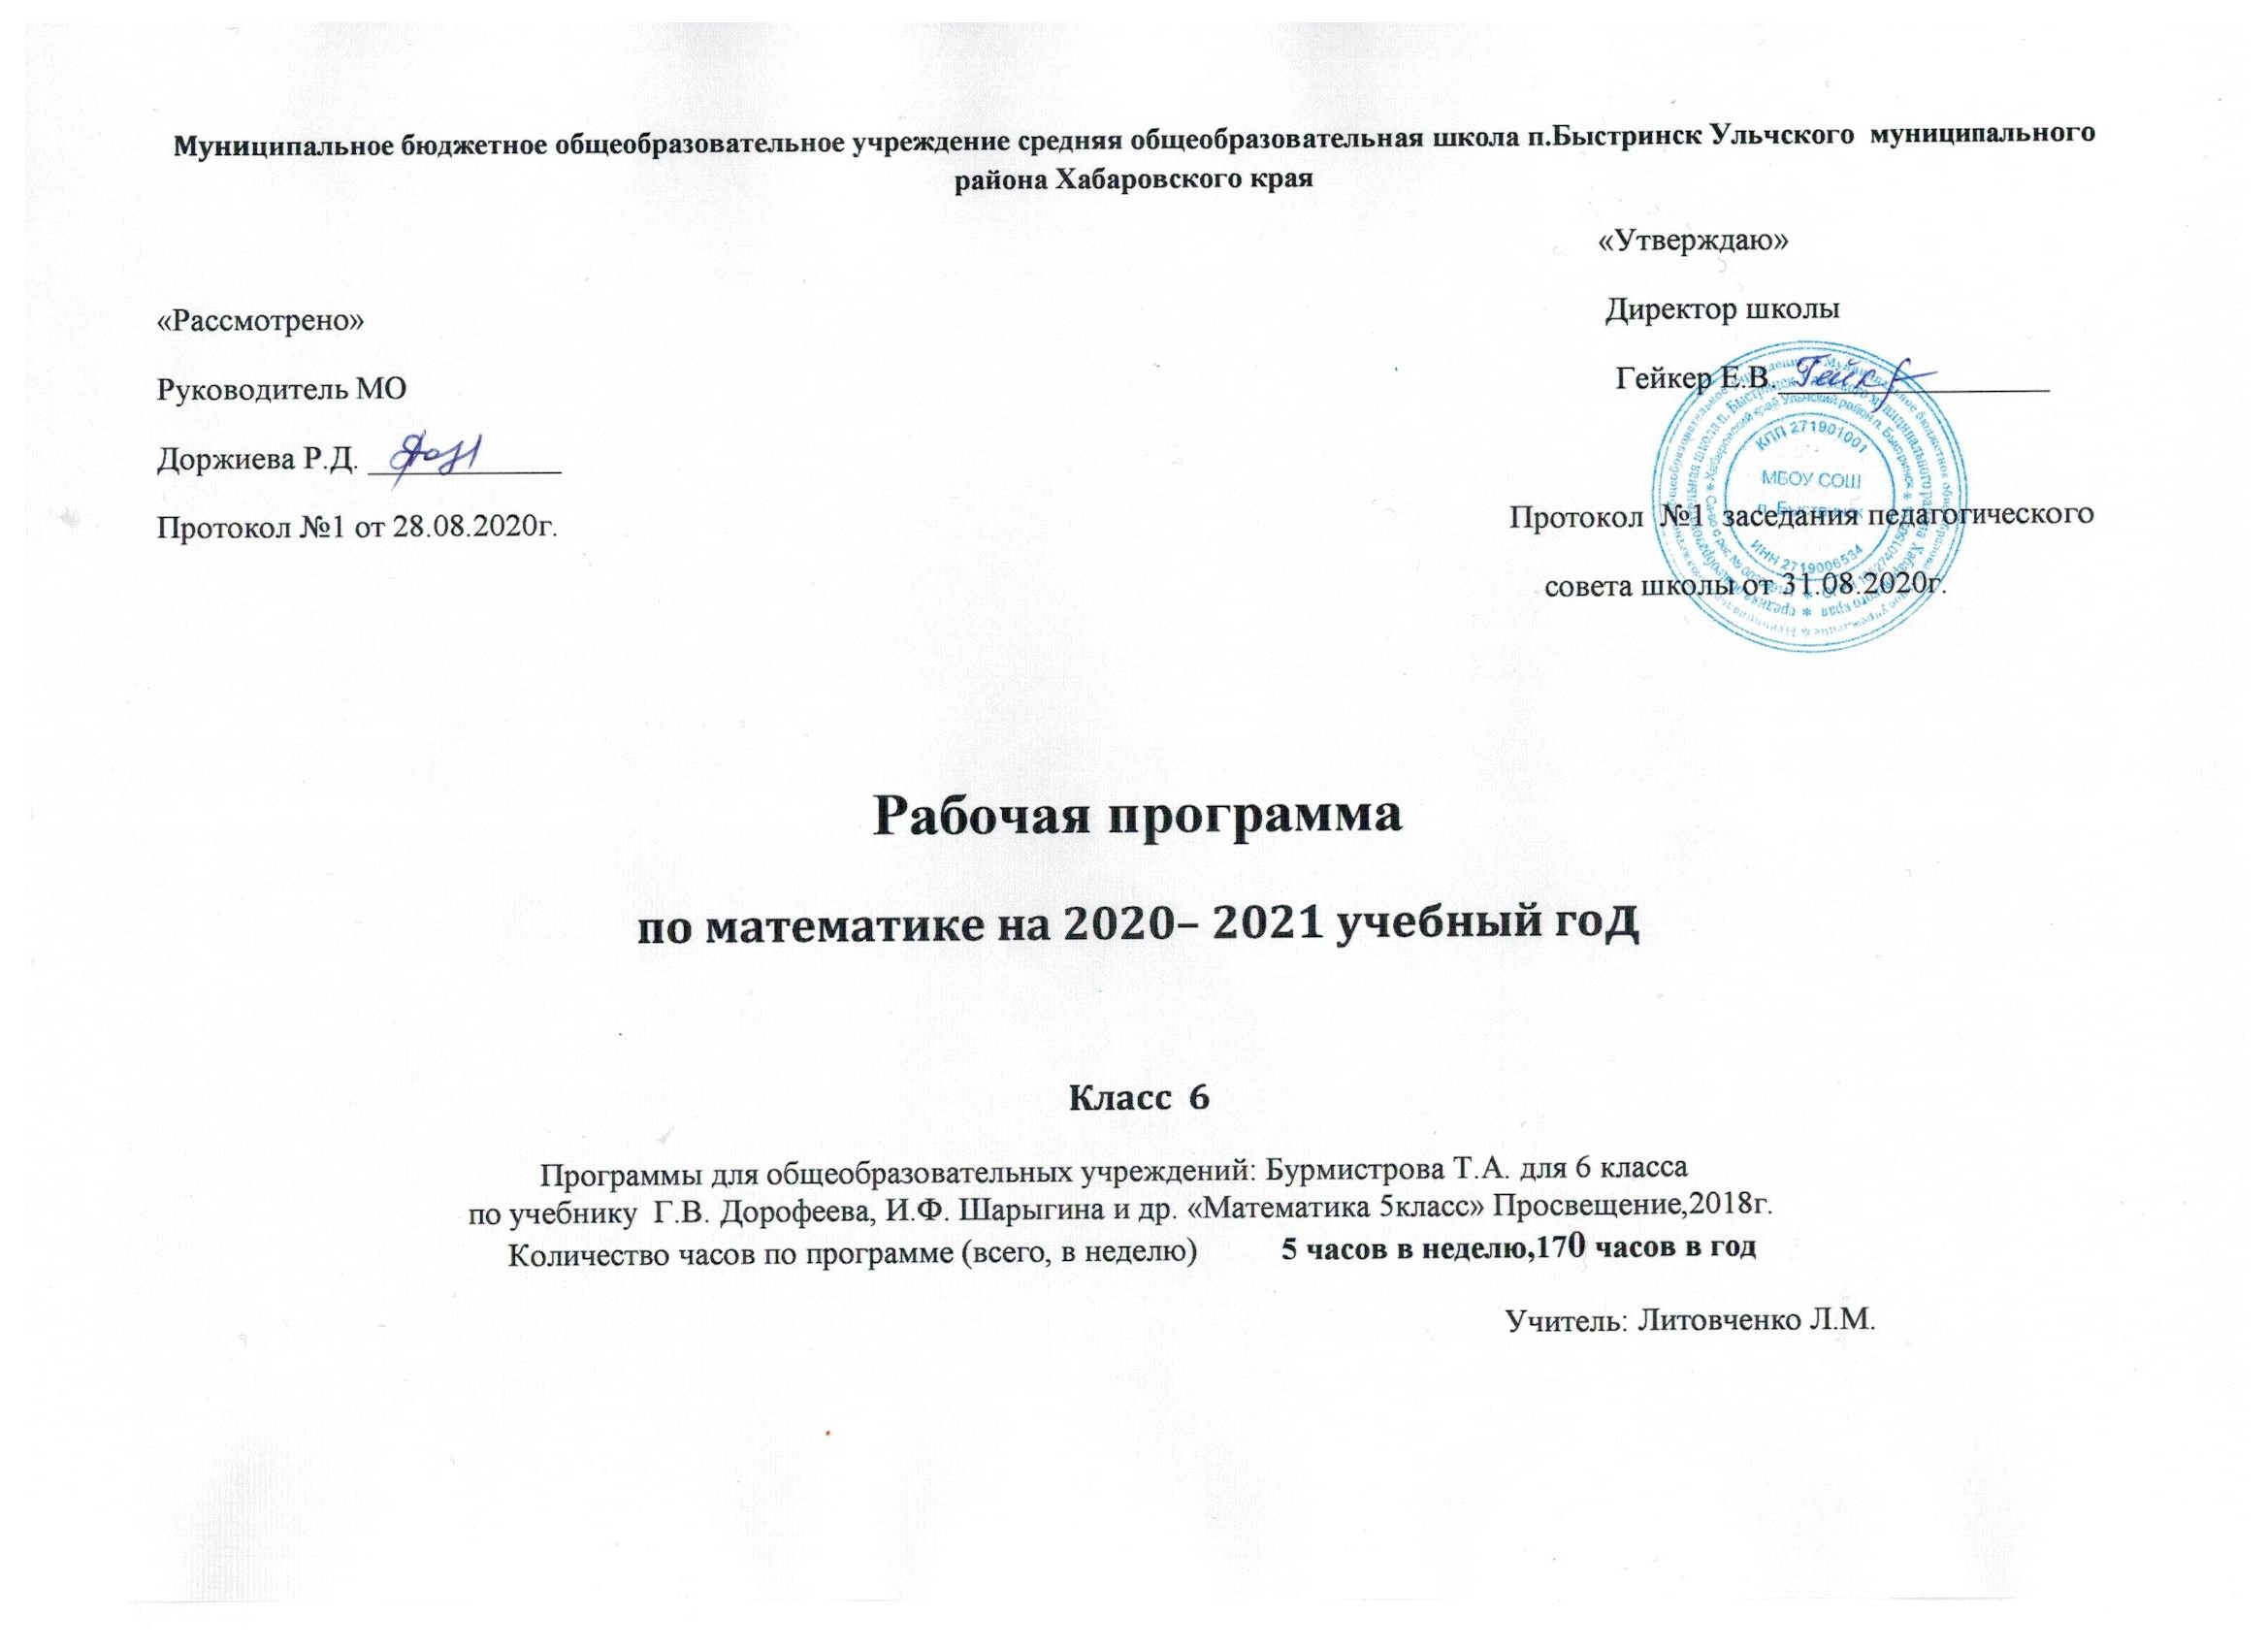 Муниципальное бюджетное общеобразовательное учреждение средняя общеобразовательная школа п.Быстринск Ульчского муниципального
района Хабаровского края
«Утверждаю»
Директор школы
Гейкер Е.В.
«Рассмотрено»
Руководитель МО
Доржиева Р.Д.
Протокол №1 от 28.08.2020г.
Протокол №1 заседания педагогического
совета школы от 31.08.2020г.
КПП 271901001
МБОУ СОШ
п. Быстринск
ИНН 2719006534
Рабочая программа
по математике на 2020– 2021 учебный год
Класс 6
Программы для общеобразовательных учреждений: Бурмистрова Т.А. для 6 класса
по учебнику Г.В. Дорофеева, И.Ф. Шарыгина и др. «Математика 5класс» Просвещение,2018г.
Количество часов по программе (всего, в неделю) 5 часов в неделю,170 часов в год
Учитель: Литовченко Л.М.